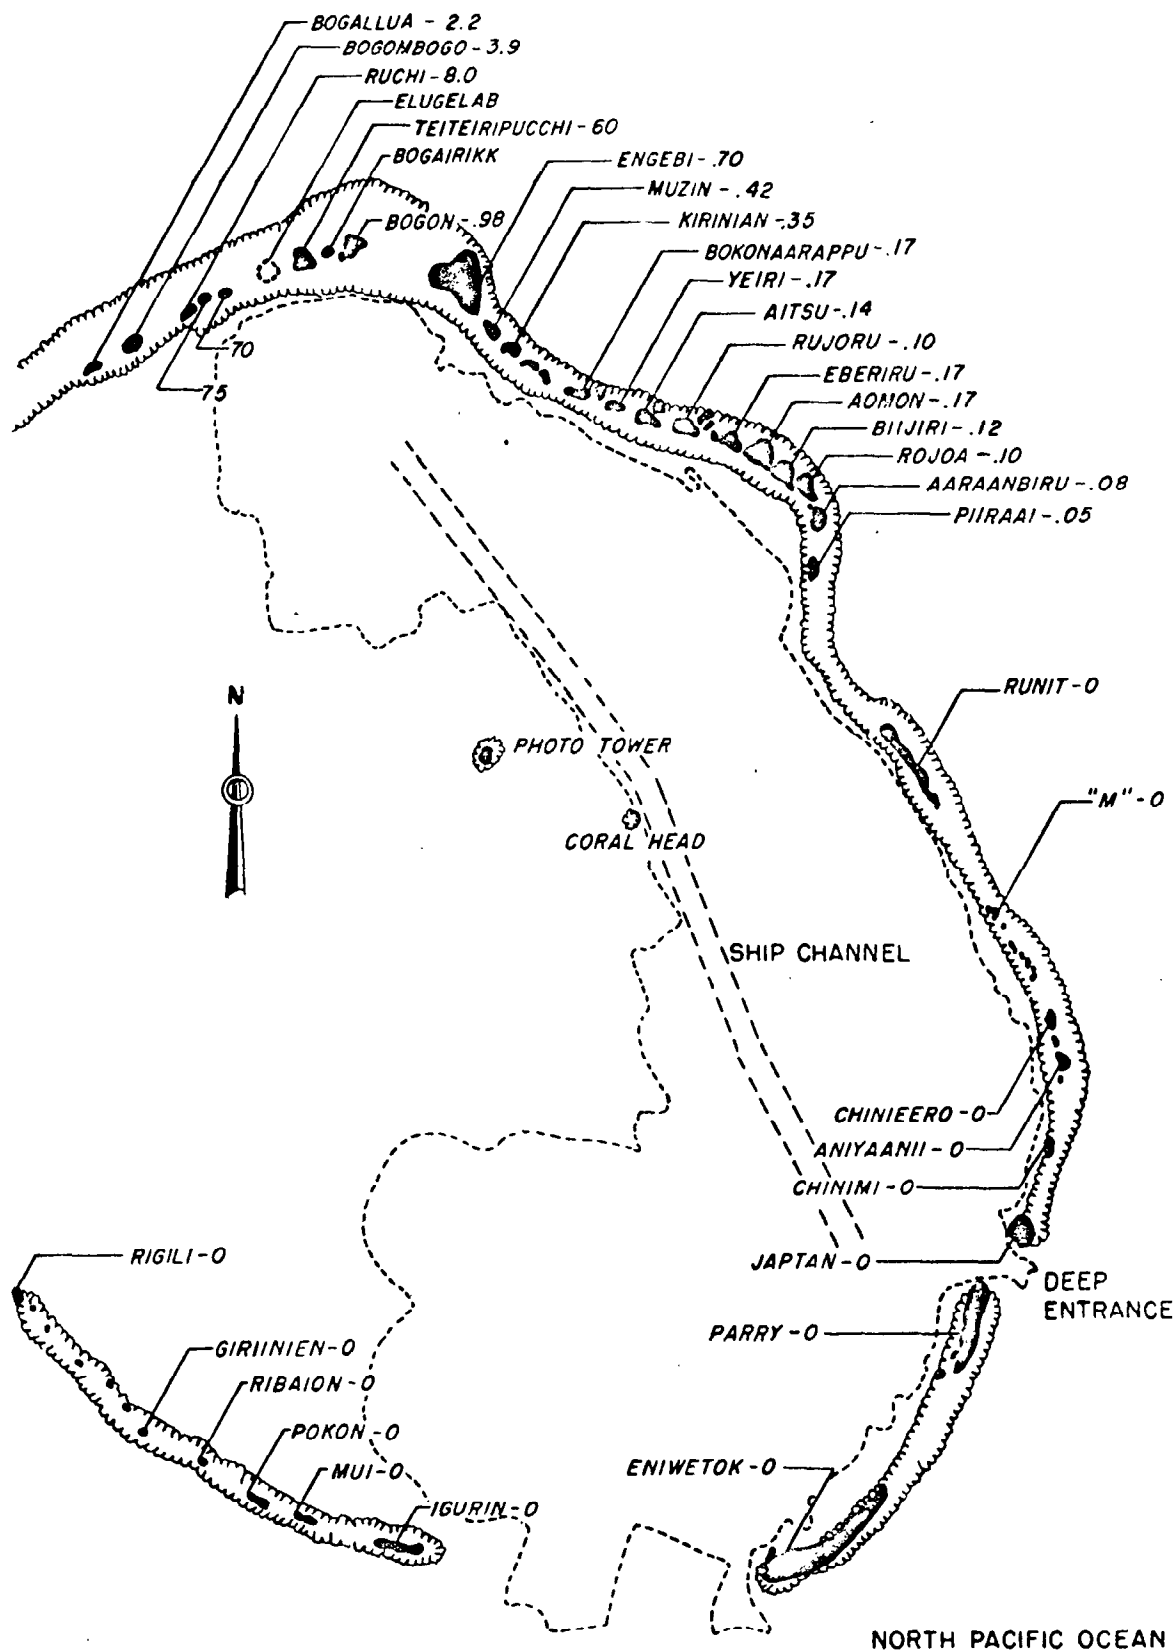 BOGALLUA - 2.2
BOGOMBOGO - 3.9
RUCHI - 8.0
ELUGELAB
TEITEIRIPUCCHI - 60
BOGAIRIKK
ENGEBI - .70
MUZIN - .42
BOGON - .98
KIRINIAN - .35
BOKONAARAPPU - .17
YEIRI - .17
AITSU - .14
RUJORU - .10
70
EBERIRU - .17
75
AOMON - .17
BIIJIRI - .12
ROJOA - .10
AARAANBIRU - .08
PIIRAAI - .05
RUNIT - 0
N
PHOTO TOWER
"M" - 0
CORAL HEAD
SHIP CHANNEL
CHINIEERO - 0
ANIYAANII - 0
CHINIMI - 0
RIGILI - 0
JAPTAN - 0
DEEP
ENTRANCE
PARRY - 0
GIRIINIEN - 0
RIBAION - 0
POKON - 0
MUI - 0
ENIWETOK - 0
IGURIN - 0
NORTH PACIFIC OCEAN